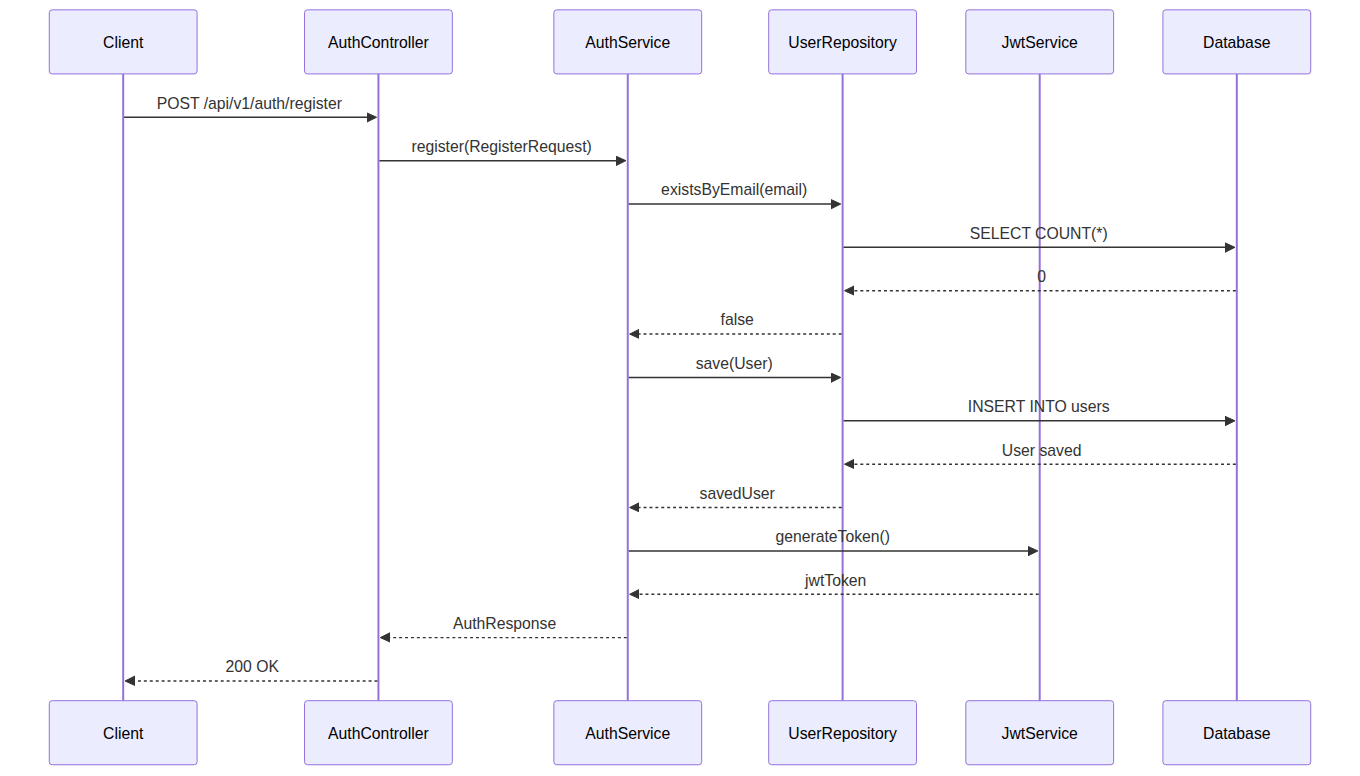 Client
AuthController
AuthService
UserRepository
JwtService
Database
POST /api/v1/auth/register
register(RegisterRequest)
existsByEmail(email)
SELECT COUNT(*)
0
false
save(User)
INSERT INTO users
User saved
savedUser
generateToken()
jwtToken
AuthResponse
200 OK
Client
AuthController
AuthService
UserRepository
JwtService
Database